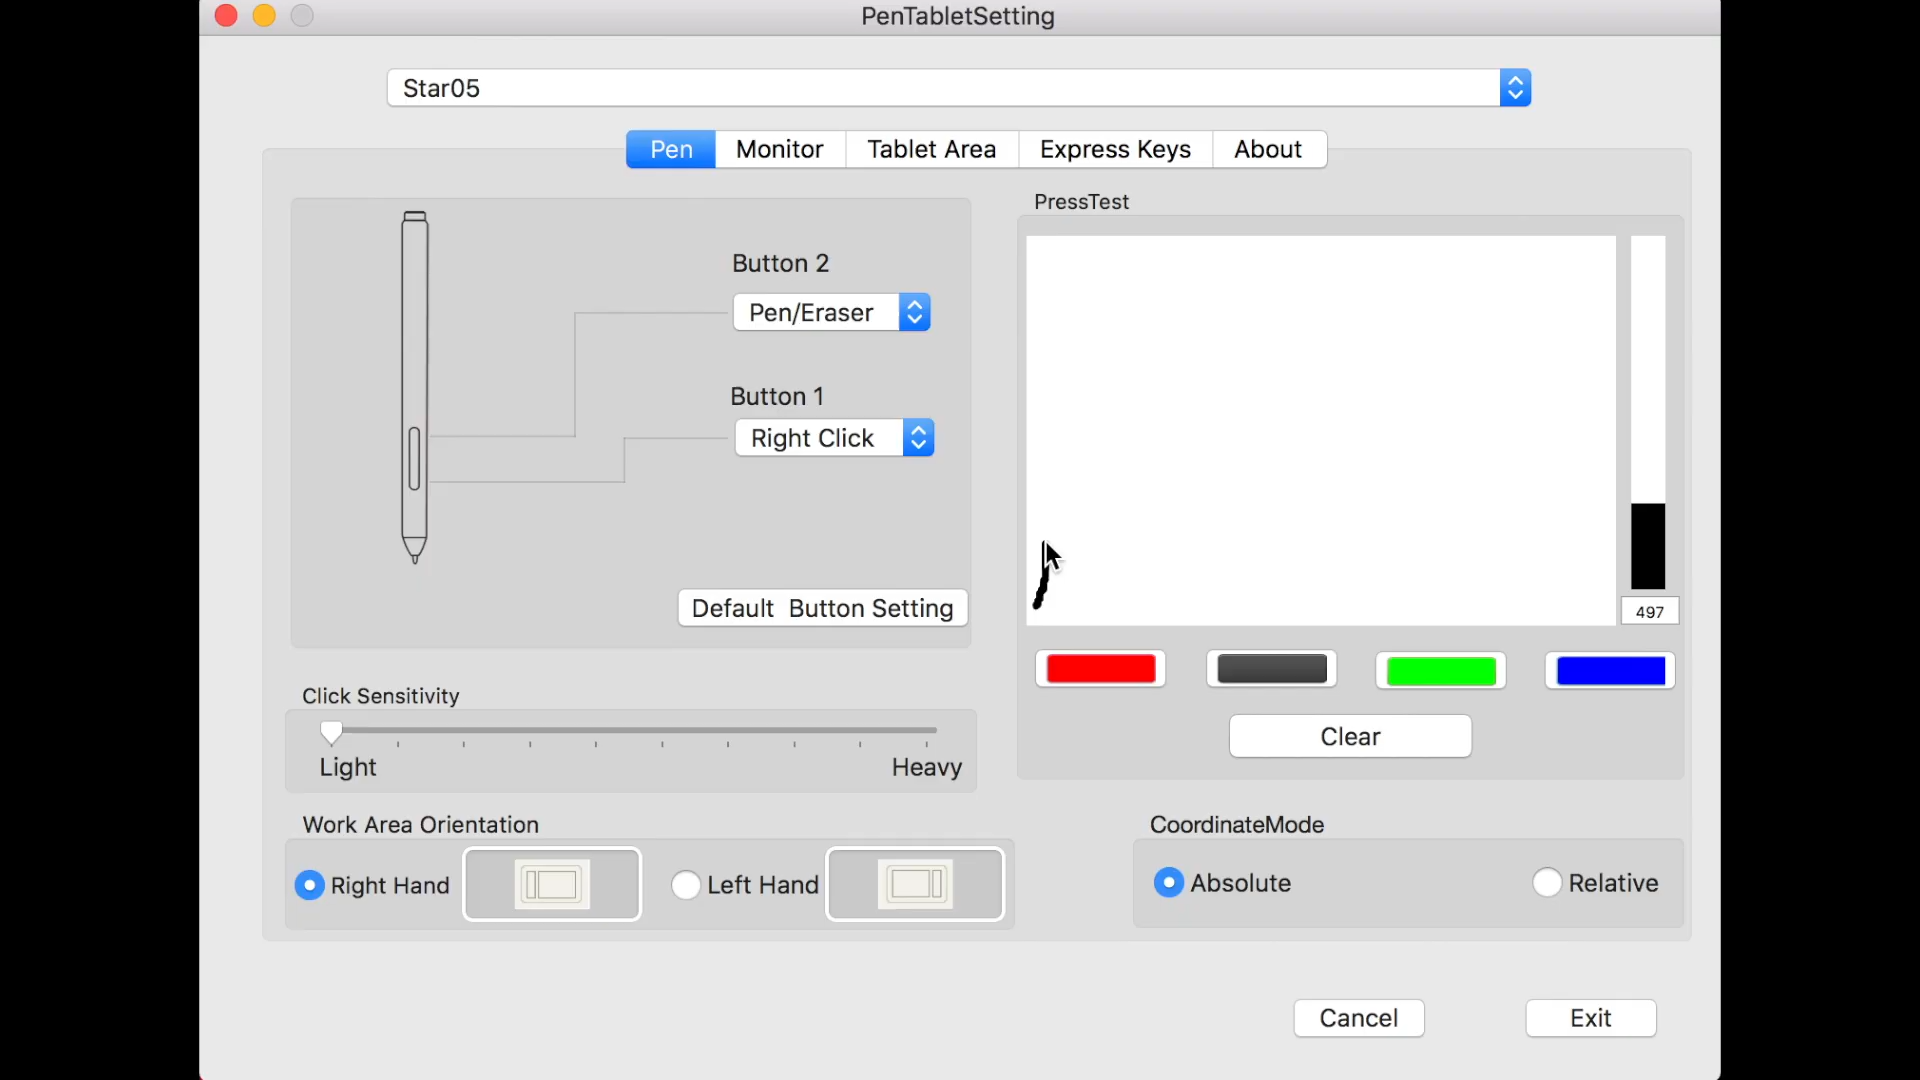 PenTabletSetting
Star05
Pen Monitor Tablet Area Express Keys About
PressTest
Button 2
Pen/Eraser
Button 1
Right Click
Default Button Setting
497
Click Sensitivity
Clear
Light Heavy
Work Area Orientation
CoordinateMode
Right Hand Left Hand
Absolute Relative
Cancel Exit